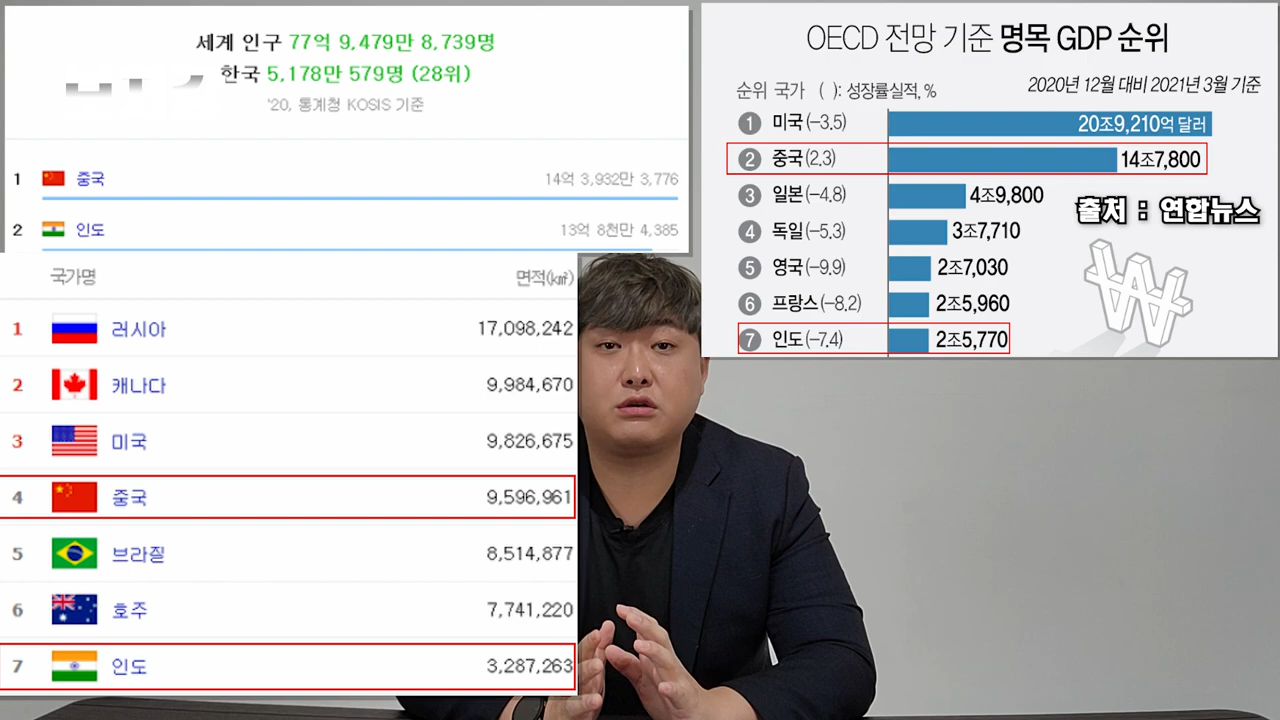 세계 인구 77억 9,479만 8,739명
한국 5,178만 579명 (28위)
'20, 통계청 KOSIS 기준
1 중국 14억 3,932만 3,776
2 인도 13억 8천만 4,385
국가명 면적(㎢)
1 러시아 17,098,242
2 캐나다 9,984,670
3 미국 9,826,675
4 중국 9,596,961
5 브라질 8,514,877
6 호주 7,741,220
7 인도 3,287,263
OECD 전망 기준 명목 GDP 순위
2020년 12월 대비 2021년 3월 기준
순위 국가 ( ): 성장률실적, %
1 미국 (-3.5) 20조9,210억 달러
2 중국 (2.3) 14조7,800
3 일본 (-4.8) 4조9,800
4 독일 (-5.3) 3조7,710
5 영국 (-9.9) 2조7,030
6 프랑스 (-8.2) 2조5,960
7 인도 (-7.4) 2조5,770
출처 : 연합뉴스